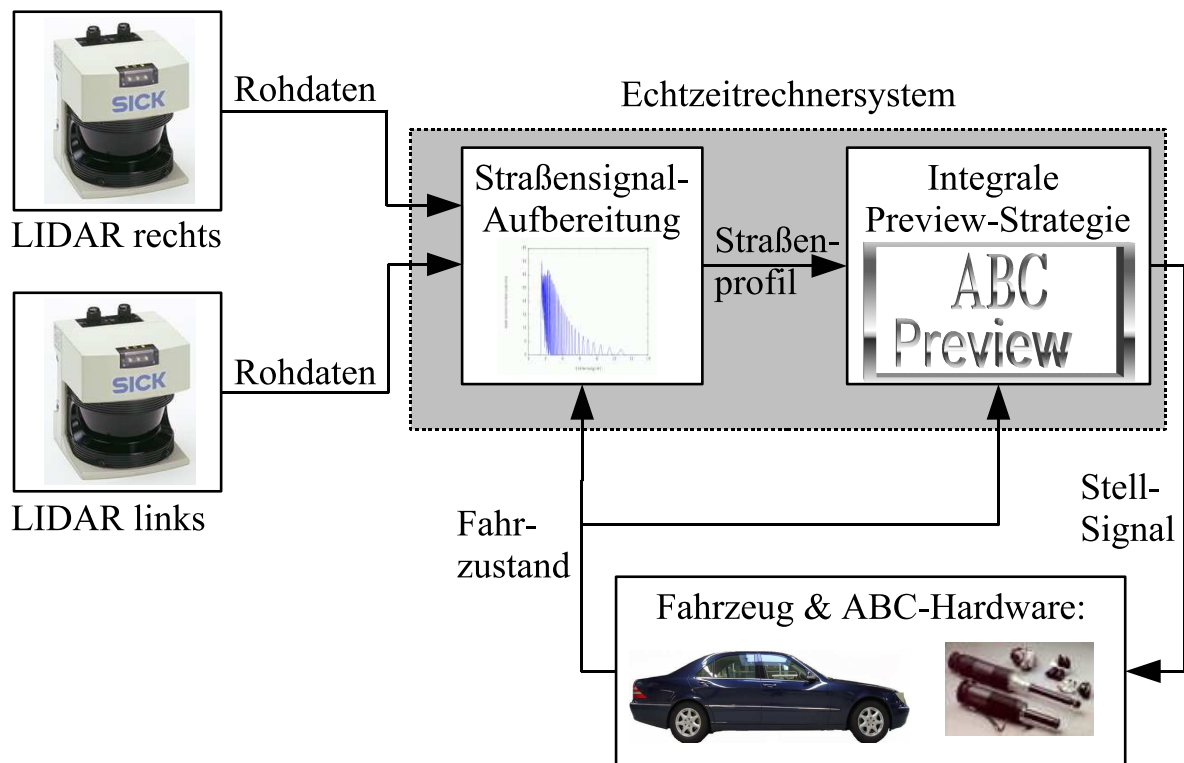 SICK
LIDAR rechts
Rohdaten
SICK
LIDAR links
Rohdaten
Echtzeitrechnersystem
Straßensignal-
Aufbereitung
Straßen-
profil
Integrale
Preview-Strategie
ABC
Preview
Fahr-
zustand
Stell-
Signal
Fahrzeug & ABC-Hardware: